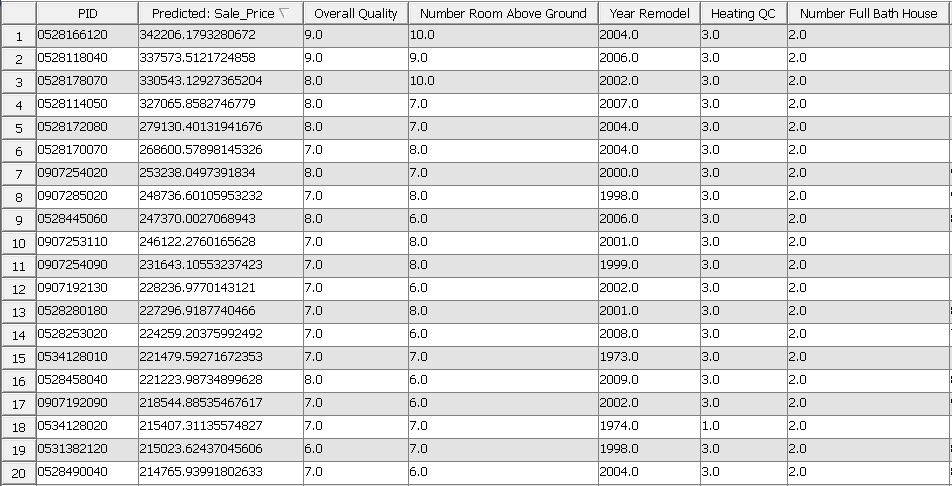 PID Predicted: Sale_Price Overall Quality Number Room Above Ground Year Remodel Heating QC Number Full Bath House
1 0528166120 342206.1793280672 9.0 10.0 2004.0 3.0 2.0
2 0528118040 337573.5121724858 9.0 9.0 2006.0 3.0 2.0
3 0528178070 330543.12927365204 8.0 10.0 2002.0 3.0 2.0
4 0528114050 327065.8582746779 8.0 7.0 2007.0 3.0 2.0
5 0528172080 279130.40131941676 8.0 7.0 2004.0 3.0 2.0
6 0528170070 268600.57898145326 7.0 8.0 2004.0 3.0 2.0
7 0907254020 253238.0497391834 8.0 7.0 2000.0 3.0 2.0
8 0907285020 248736.60105953232 7.0 8.0 1998.0 3.0 2.0
9 0528445060 247370.0027068943 8.0 6.0 2006.0 3.0 2.0
10 0907253110 246122.2760165628 7.0 8.0 2001.0 3.0 2.0
11 0907254090 231643.10553237423 7.0 8.0 1999.0 3.0 2.0
12 0907192130 228236.9770143121 7.0 6.0 2002.0 3.0 2.0
13 0528280180 227296.9187740466 7.0 8.0 2001.0 3.0 2.0
14 0528253020 224259.20375992492 7.0 6.0 2008.0 3.0 2.0
15 0534128010 221479.59271672353 7.0 7.0 1973.0 3.0 2.0
16 0528458040 221223.98734899628 8.0 6.0 2009.0 3.0 2.0
17 0907192090 218544.88535467617 7.0 6.0 2002.0 3.0 2.0
18 0534128020 215407.31135574827 7.0 7.0 1974.0 1.0 2.0
19 0531382120 215023.62437045606 6.0 7.0 1998.0 3.0 2.0
20 0528490040 214765.93991802633 7.0 6.0 2004.0 3.0 2.0